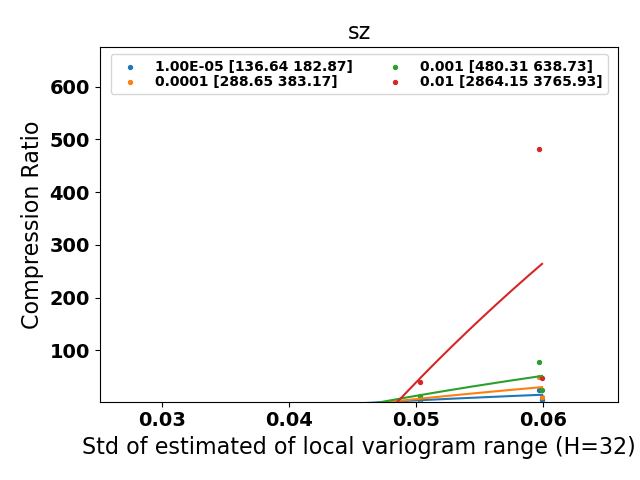 sz
1.00E-05 [136.64 182.87]
0.0001 [288.65 383.17]
0.001 [480.31 638.73]
0.01 [2864.15 3765.93]
Compression Ratio
600
500
400
300
200
100
0.03 0.04 0.05 0.06
Std of estimated of local variogram range (H=32)